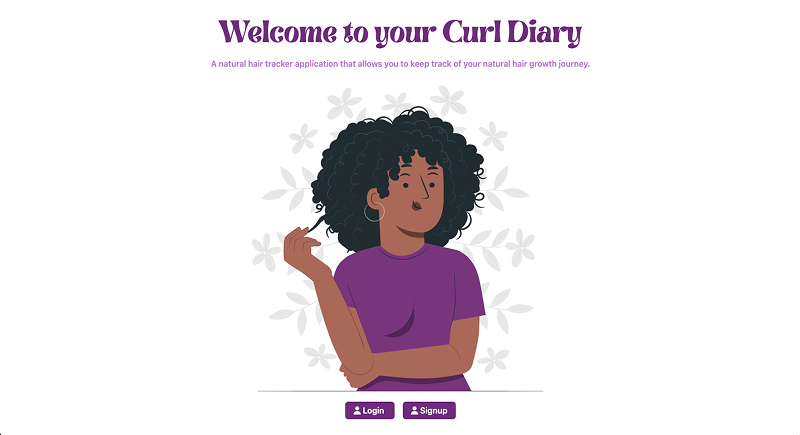 Welcome to your Curl Diary
A natural hair tracker application that allows you to keep track of your natural hair growth journey.
Login Signup